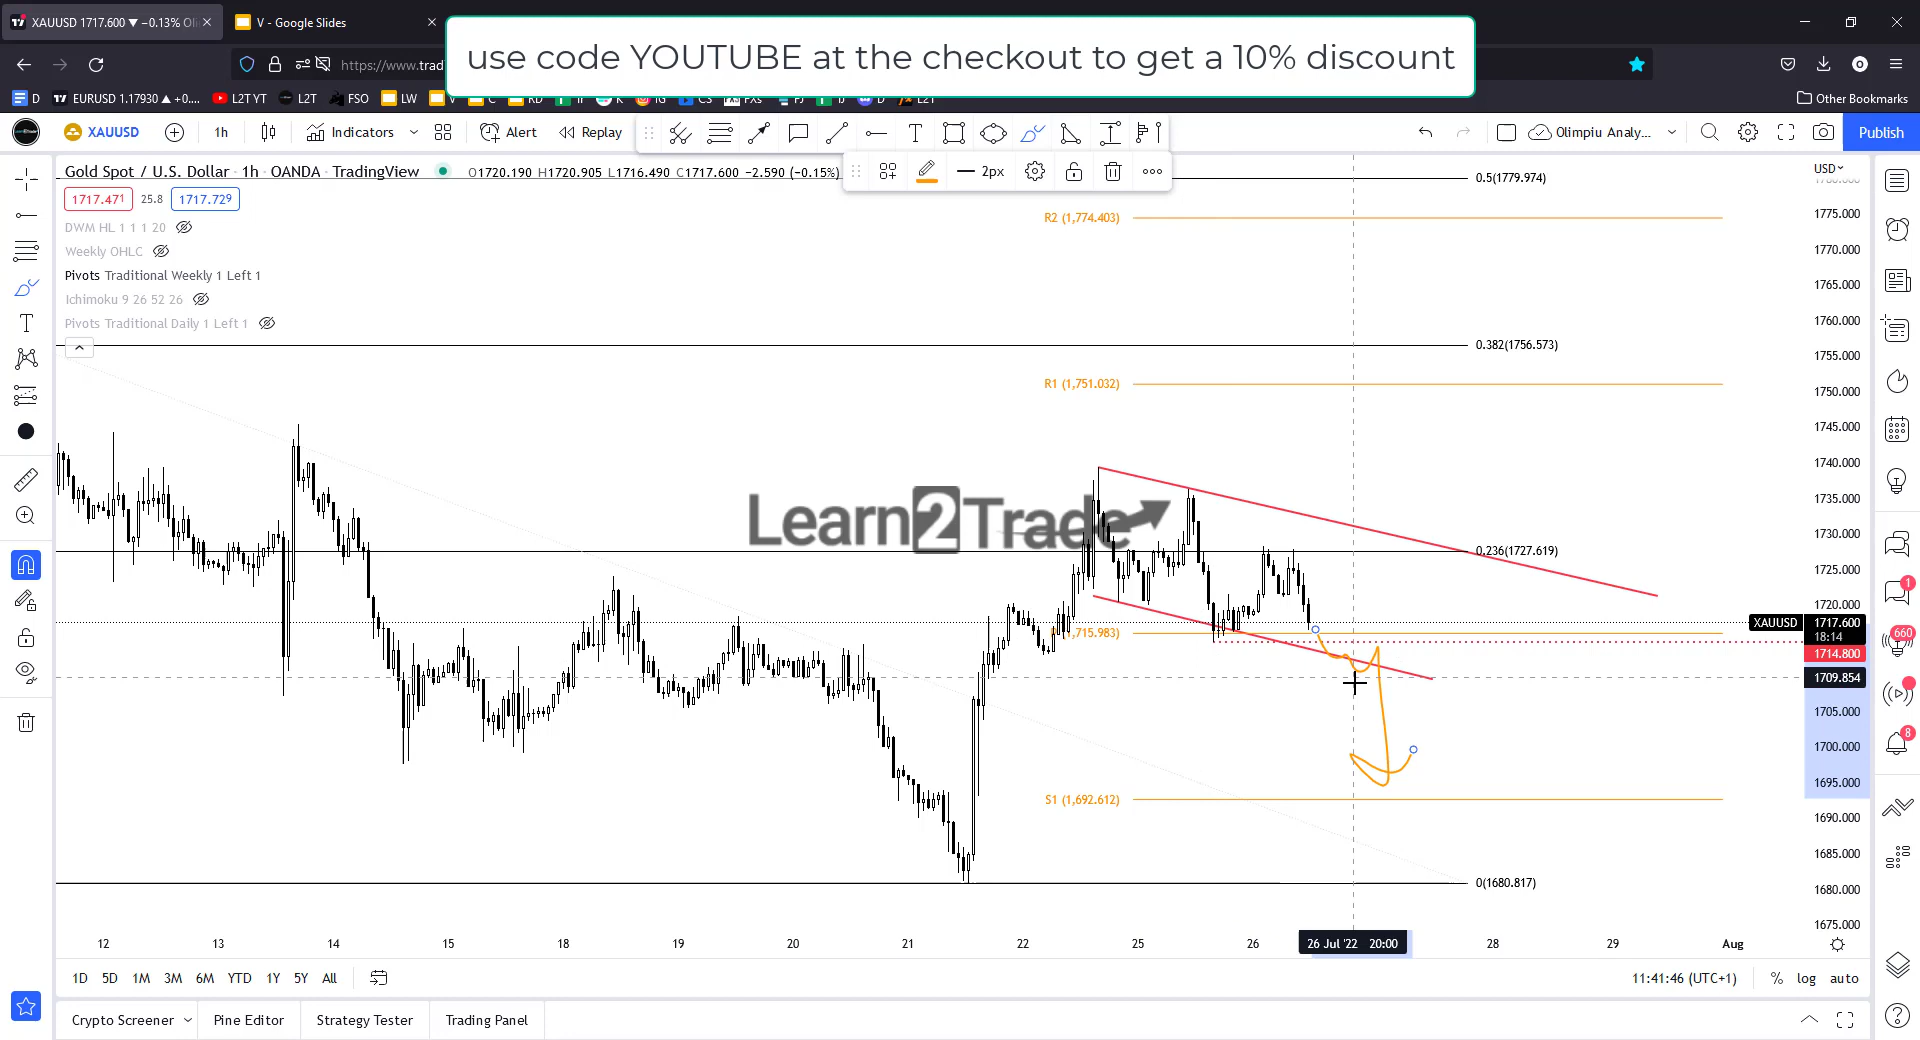 XAUUSD 1717.600 ▼ −0.13% Oli
V - Google Slides
use code YOUTUBE at the checkout to get a 10% discount
https://www.trad
D
EURUSD 1.17930 ▲ +0....
L2T YT
L2T
FSO
LW
Other Bookmarks
XAUUSD
1h
Indicators
Alert
Replay
Olimpiu Analy...
Publish
2px
Gold Spot / U.S. Dollar · 1h · OANDA · TradingView
O1720.190 H1720.905 L1716.490 C1717.600 −2.590 (−0.15%)
1717.471
25.8
1717.729
DWM HL 1 1 1 20
Weekly OHLC
Pivots Traditional Weekly 1 Left 1
Ichimoku 9 26 52 26
Pivots Traditional Daily 1 Left 1
0.5(1779.974)
R2 (1,774.403)
0.382(1756.573)
R1 (1,751.032)
Learn2Trade
0.236(1727.619)
1,715.983)
S1 (1,692.612)
0(1680.817)
USD
1775.000
1770.000
1765.000
1760.000
1755.000
1750.000
1745.000
1740.000
1735.000
1730.000
1725.000
1720.000
XAUUSD
1717.600
18:14
1714.800
1709.854
1705.000
1700.000
1695.000
1690.000
1685.000
1680.000
1675.000
1
660
8
12
13
14
15
18
19
20
21
22
25
26
26 Jul '22 20:00
28
29
Aug
1D 5D 1M 3M 6M YTD 1Y 5Y All
11:41:46 (UTC+1)
%
log
auto
Crypto Screener
Pine Editor
Strategy Tester
Trading Panel